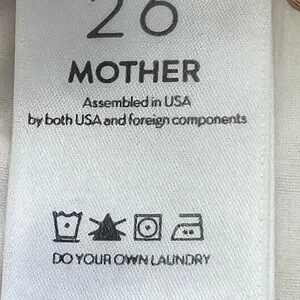 26
MOTHER
Assembled in USA
by both USA and foreign components
DO YOUR OWN LAUNDRY